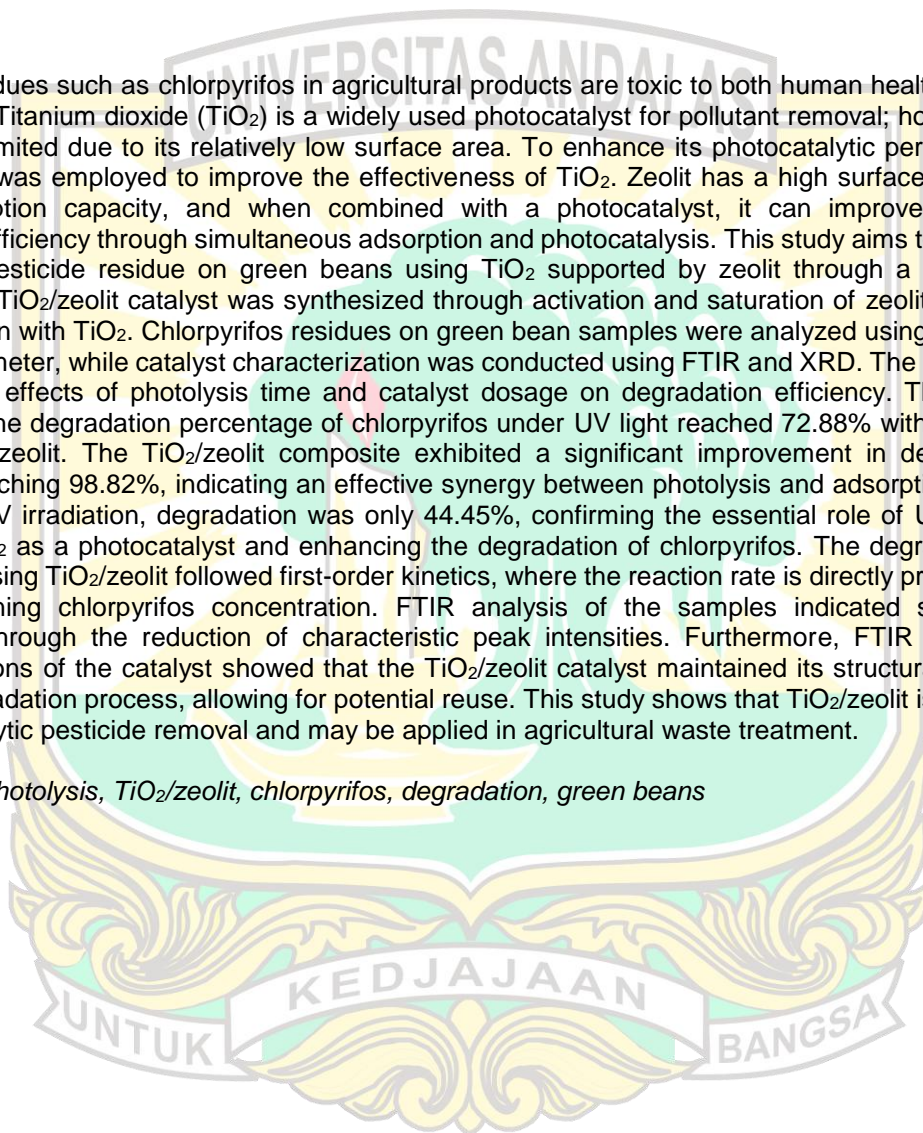 UNIVERSITAS ANDALAS
dues such as chlorpyrifos in agricultural products are toxic to both human healt
Titanium dioxide (TiO₂) is a widely used photocatalyst for pollutant removal; ho
mited due to its relatively low surface area. To enhance its photocatalytic per
was employed to improve the effectiveness of TiO₂. Zeolit has a high surface
tion capacity, and when combined with a photocatalyst, it can improve
fficiency through simultaneous adsorption and photocatalysis. This study aims t
esticide residue on green beans using TiO₂ supported by zeolit through a
TiO₂/zeolit catalyst was synthesized through activation and saturation of zeolit
n with TiO₂. Chlorpyrifos residues on green bean samples were analyzed using
meter, while catalyst characterization was conducted using FTIR and XRD. The
effects of photolysis time and catalyst dosage on degradation efficiency. T
ne degradation percentage of chlorpyrifos under UV light reached 72.88% with
zeolit. The TiO₂/zeolit composite exhibited a significant improvement in de
ching 98.82%, indicating an effective synergy between photolysis and adsorpt
V irradiation, degradation was only 44.45%, confirming the essential role of U
₂ as a photocatalyst and enhancing the degradation of chlorpyrifos. The degr
sing TiO₂/zeolit followed first-order kinetics, where the reaction rate is directly pr
ning chlorpyrifos concentration. FTIR analysis of the samples indicated s
hrough the reduction of characteristic peak intensities. Furthermore, FTIR
ons of the catalyst showed that the TiO₂/zeolit catalyst maintained its structur
adation process, allowing for potential reuse. This study shows that TiO₂/zeolit i
ytic pesticide removal and may be applied in agricultural waste treatment.
hotolysis, TiO₂/zeolit, chlorpyrifos, degradation, green beans
KEDJAJAAN
UNTUK BANGSA